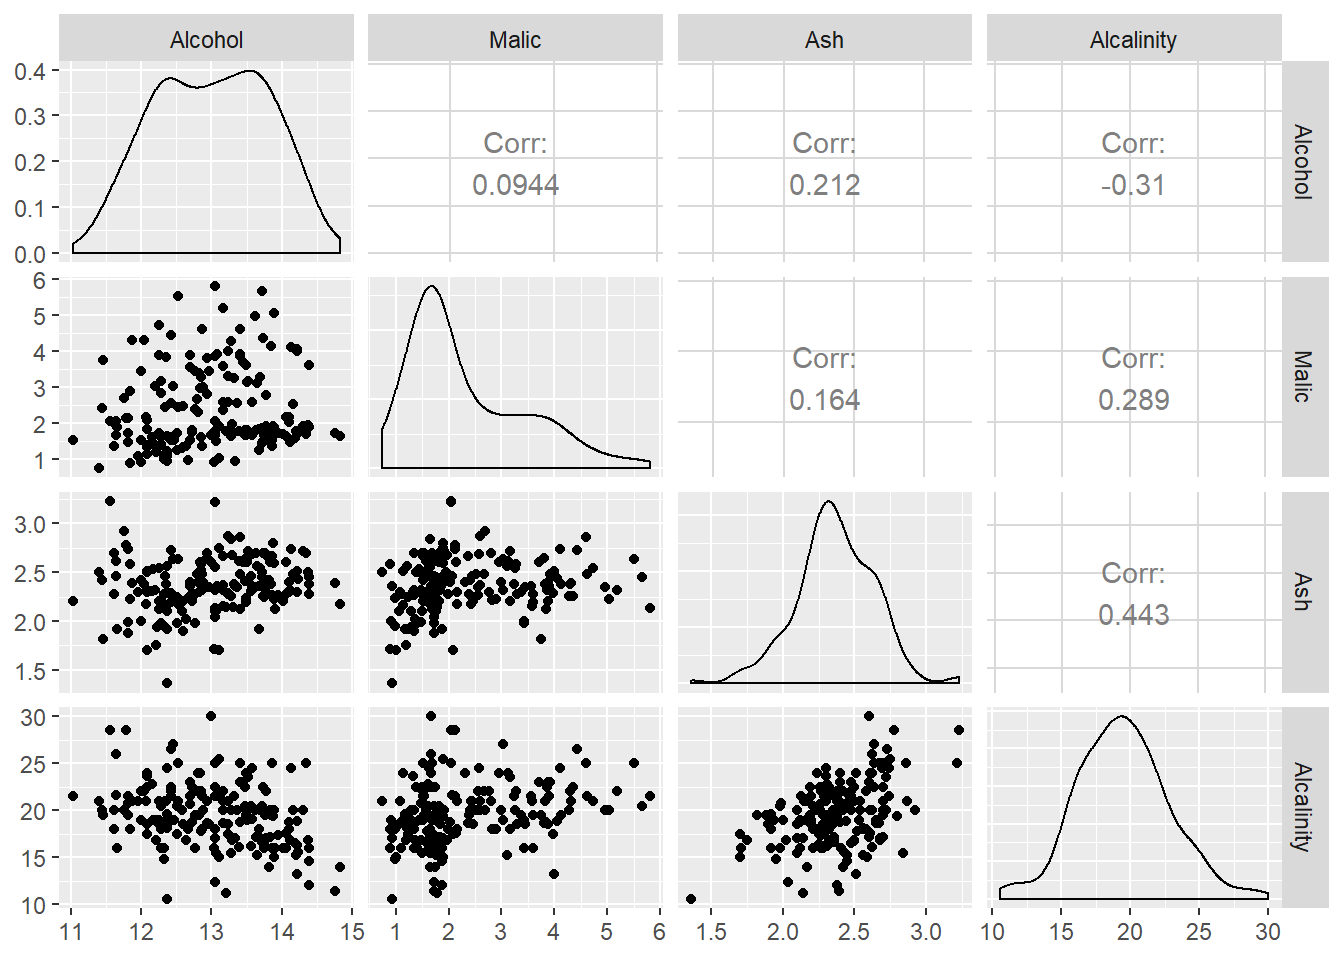 Alcohol Malic Ash Alcalinity
0.4
0.3
0.2
0.1
0.0
Corr:
0.0944
Corr:
0.212
Corr:
-0.31
Alcohol
6
5
4
3
2
1
Corr:
0.164
Corr:
0.289
Malic
3.0
2.5
2.0
1.5
Corr:
0.443
Ash
30
25
20
15
10
Alcalinity
11 12 13 14 15 1 2 3 4 5 6 1.5 2.0 2.5 3.0 10 15 20 25 30